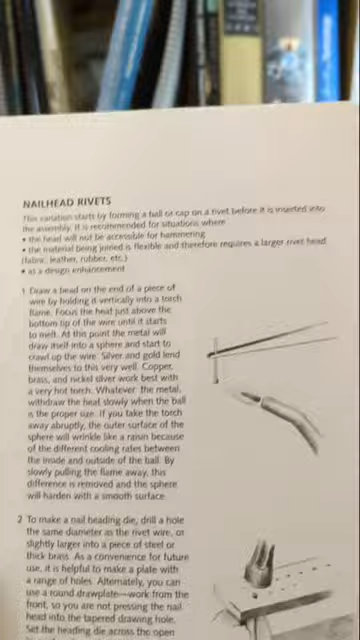 NAILHEAD RIVETS
This variation starts by forming a ball or cap on a rivet before it is inserted into
the assembly. It is recommended for situations where
• the head will not be accessible for hammering
• the material being joined is flexible and therefore requires a larger rivet head
(fabric, leather, rubber, etc.)
• as a design enhancement
1 Draw a bead on the end of a piece of
wire by holding it vertically into a torch
flame. Focus the heat just above the
bottom tip of the wire until it starts
to melt. At this point the metal will
draw itself into a sphere and start to
crawl up the wire. Silver and gold lend
themselves to this very well. Copper,
brass, and nickel silver work best with
a very hot torch. Whatever the metal,
withdraw the heat slowly when the ball
is the proper size. If you take the torch
away abruptly, the outer surface of the
sphere will wrinkle like a raisin because
of the different cooling rates between
the inside and outside of the ball. By
slowly pulling the flame away, this
difference is removed and the sphere
will harden with a smooth surface.
2 To make a nail heading die, drill a hole
the same diameter as the rivet wire, or
slightly larger into a piece of steel or
thick brass. As a convenience for future
use, it is helpful to make a plate with
a range of holes. Alternately, you can
use a round drawplate—work from the
front, so you are not pressing the nail
head into the tapered drawing hole.
Set the heading die across the open